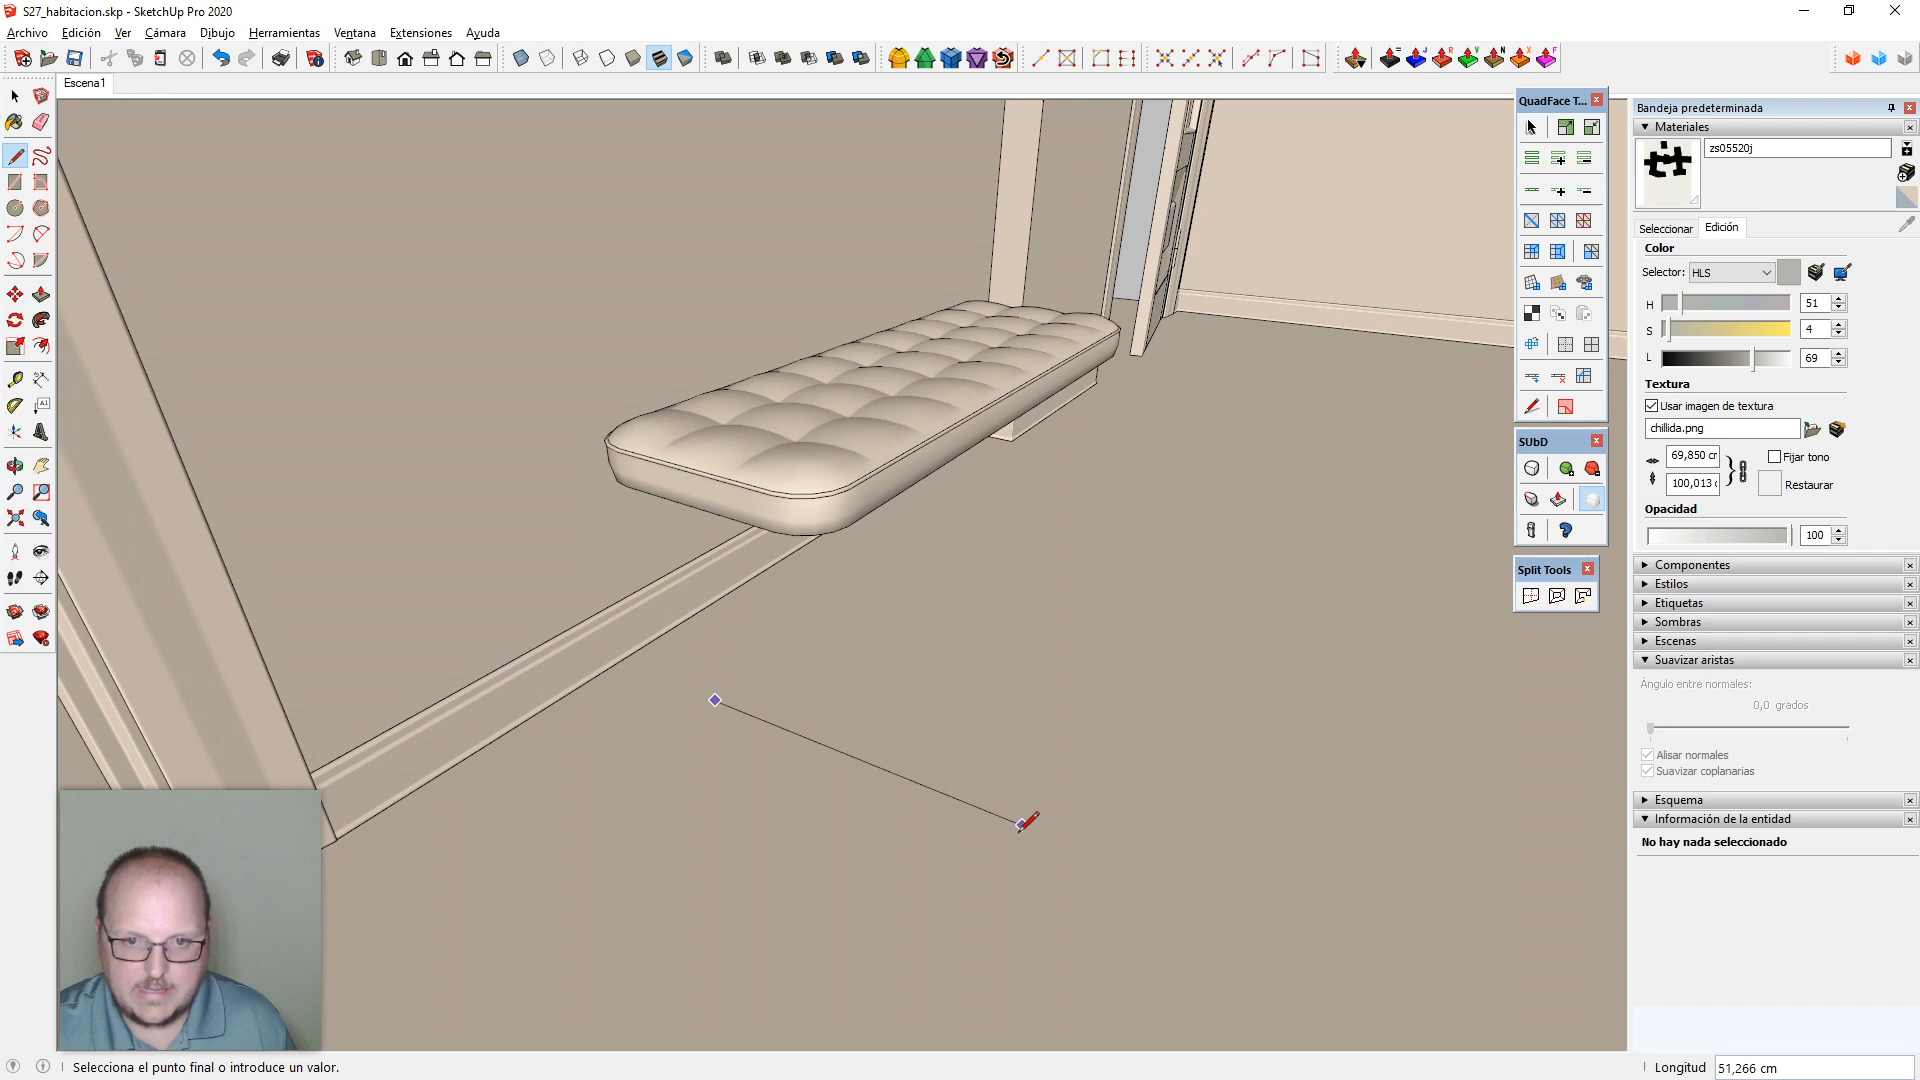 S27_habitacion.skp - SketchUp Pro 2020
Archivo Edición Ver Cámara Dibujo Herramientas Ventana Extensiones Ayuda
Escena1
QuadFace T...
SUbD
Split Tools
Bandeja predeterminada
Materiales
zs05520j
Seleccionar Edición
Color
Selector: HLS
H 51
S 4
L 69
Textura
Usar imagen de textura
chillida.png
69,850 cr
Fijar tono
100,013
Restaurar
Opacidad
100
Componentes
Estilos
Etiquetas
Sombras
Escenas
Suavizar aristas
Ángulo entre normales:
0,0 grados
Alisar normales
Suavizar coplanarias
Esquema
Información de la entidad
No hay nada seleccionado
Selecciona el punto final o introduce un valor.
Longitud 51,266 cm